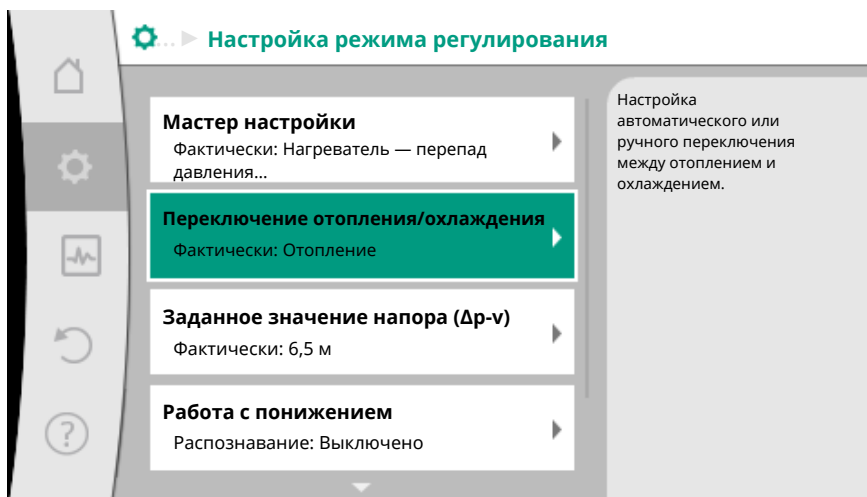 ... Настройка режима регулирования
Мастер настройки
Фактически: Нагреватель — перепад
давления...
Переключение отопления/охлаждения
Фактически: Отопление
Заданное значение напора (Δp-v)
Фактически: 6,5 м
Работа с понижением
Распознавание: Выключено
Настройка
автоматического или
ручного переключения
между отоплением и
охлаждением.
?